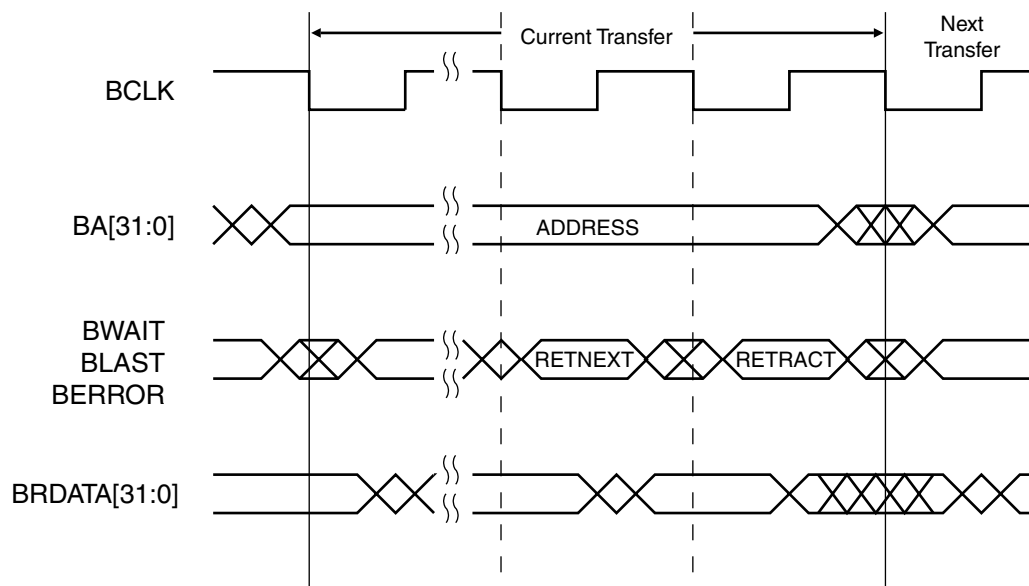 Current Transfer
Next
Transfer
BCLK
BA[31:0]
ADDRESS
BWAIT
BLAST
BERROR
RETNEXT
RETRACT
BRDATA[31:0]